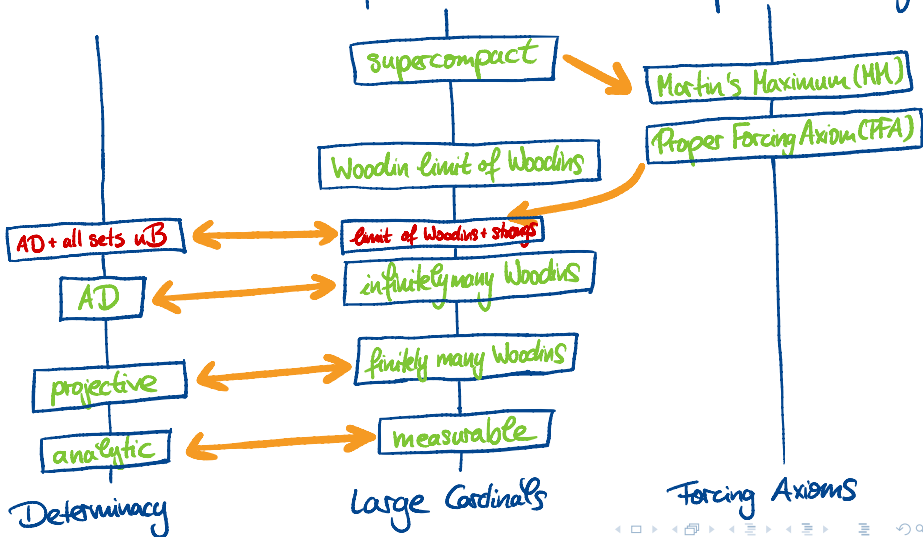 supercompact
Martin's Maximum (MM)
Proper Forcing Axiom (PFA)
Woodin limit of Woodins
AD + all sets uB
limit of Woodins + strongs
AD
infinitely many Woodins
projective
finitely many Woodins
analytic
measurable
Determinacy
Large Cardinals
Forcing Axioms